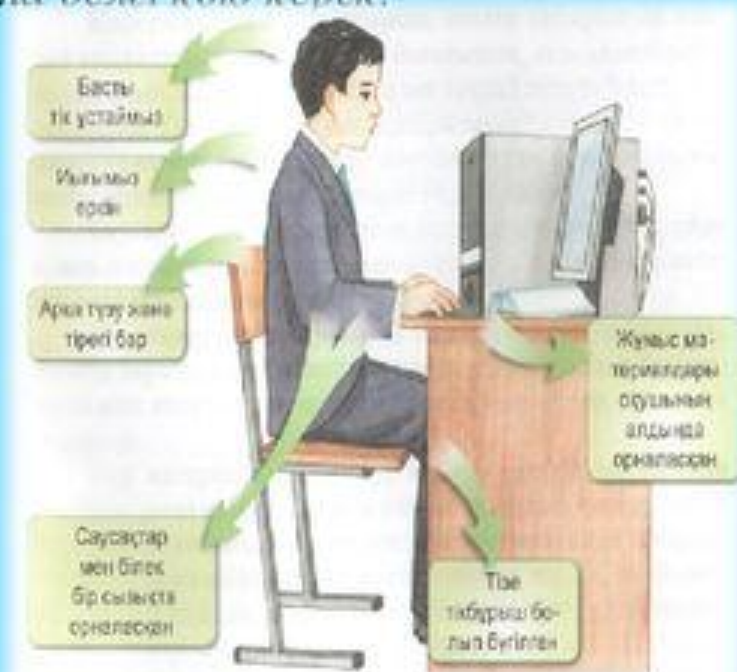 Басты
тік ұстаймыз
Иығымыз
еркін
Арқа түзу және
тірегі бар
Жұмыс ма-
териалдары
оқушының
алдында
орналасқан
Саусақтар
мен білек
бір сызықта
орналасқан
Тізе
тікбұрыш бо-
лып бүгілген